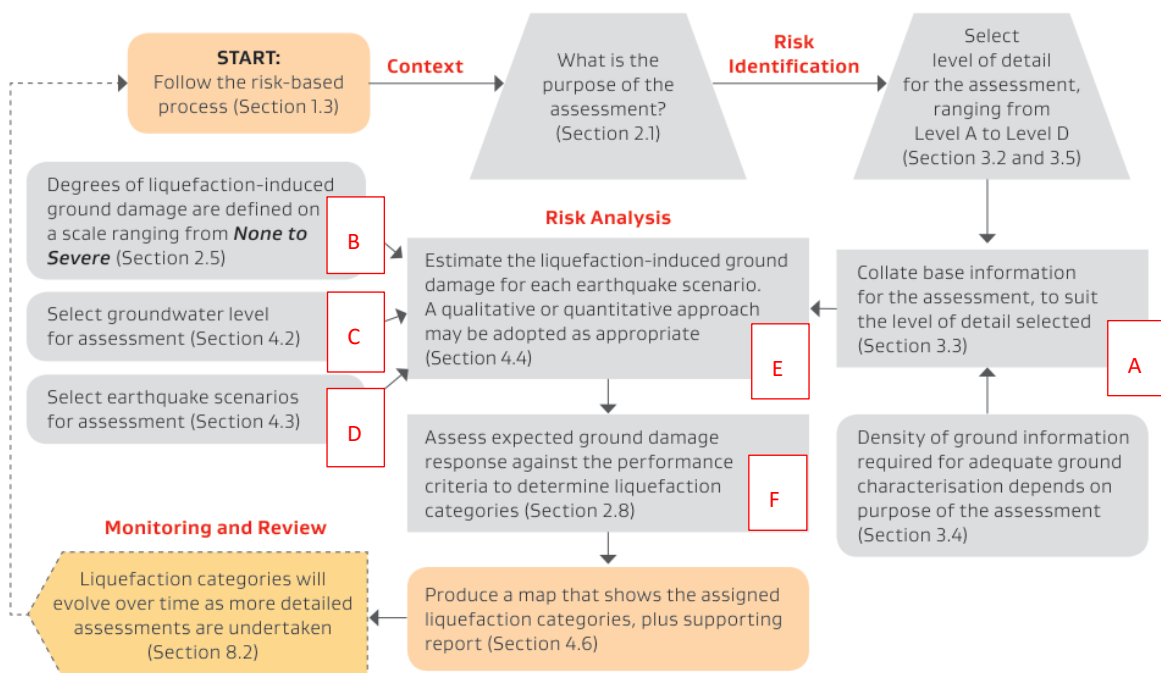 START:
Follow the risk-based
process (Section 1.3)
Context
What is the
purpose of the
assessment?
(Section 2.1)
Risk
Identification
Select
level of detail
for the assessment,
ranging from
Level A to Level D
(Section 3.2 and 3.5)
Degrees of liquefaction-induced
ground damage are defined on
a scale ranging from None to
Severe (Section 2.5)
B
Select groundwater level
for assessment (Section 4.2)
C
Select earthquake scenarios
for assessment (Section 4.3)
D
Risk Analysis
Estimate the liquefaction-induced ground
damage for each earthquake scenario.
A qualitative or quantitative approach
may be adopted as appropriate
(Section 4.4)
E
Collate base information
for the assessment, to suit
the level of detail selected
(Section 3.3)
A
Assess expected ground damage
response against the performance
criteria to determine liquefaction
categories (Section 2.8)
F
Density of ground information
required for adequate ground
characterisation depends on
purpose of the assessment
(Section 3.4)
Monitoring and Review
Liquefaction categories will
evolve over time as more detailed
assessments are undertaken
(Section 8.2)
Produce a map that shows the assigned
liquefaction categories, plus supporting
report (Section 4.6)